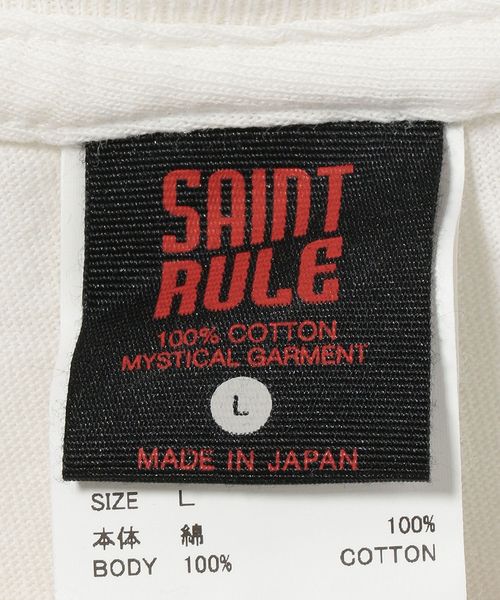 SAINT
RULE
100% COTTON
MYSTICAL GARMENT
L
MADE IN JAPAN
SIZE L
本体 綿 100%
BODY 100% COTTON